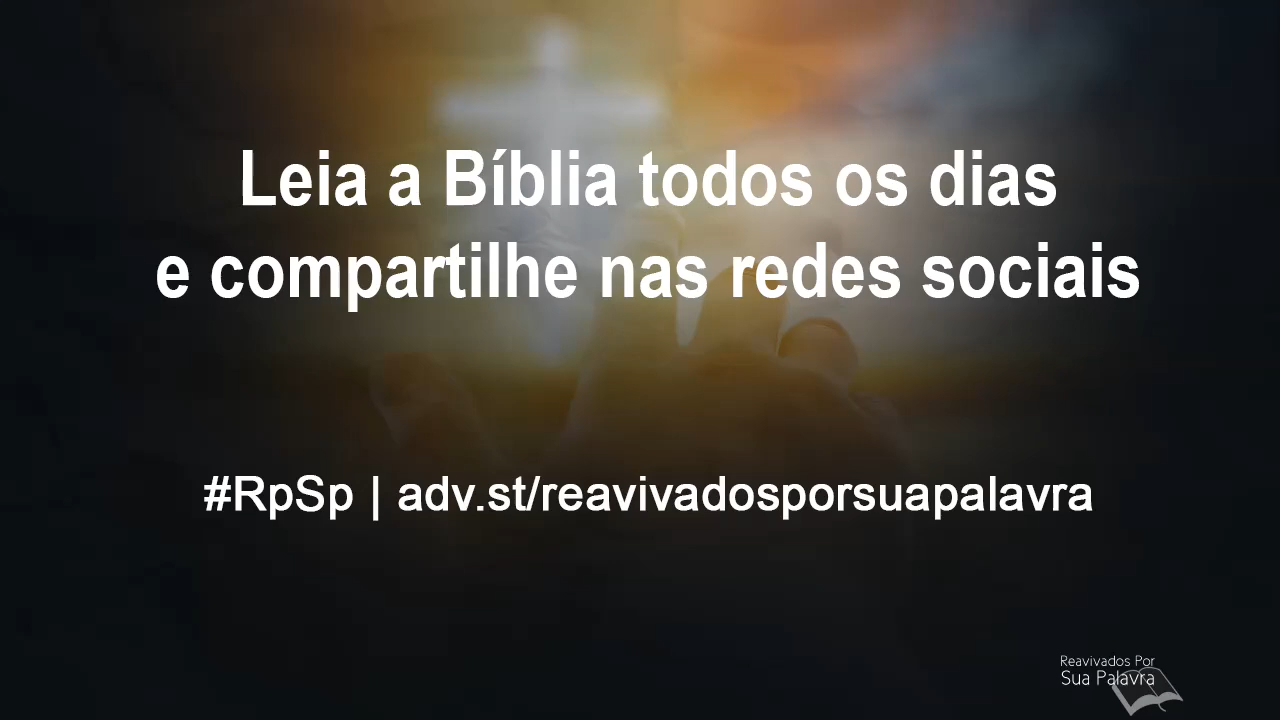 Leia a Bíblia todos os dias
e compartilhe nas redes sociais
#RpSp | adv.st/reavivadosporsuapalavra
Reavivados Por
Sua Palavra